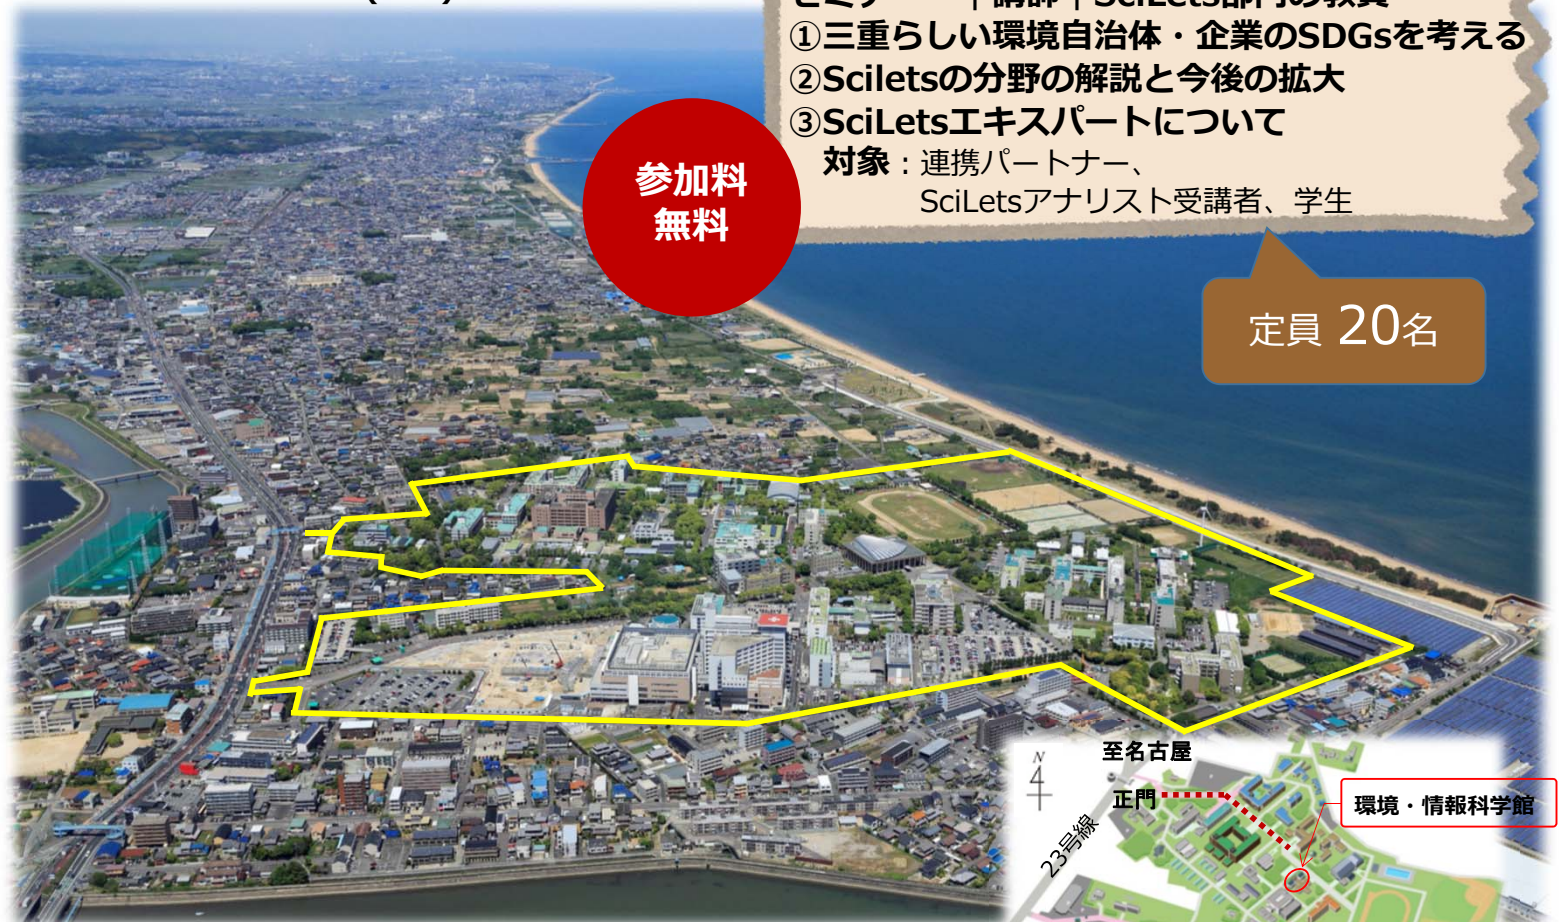 ①三重らしい環境自治体・企業のSDGsを考える
②Sciletsの分野の解説と今後の拡大
③SciLetsエキスパートについて
対象：連携パートナー、
SciLetsアナリスト受講者、学生
参加料
無料
定員 20名
至名古屋
N
正門
環境・情報科学館
23号線